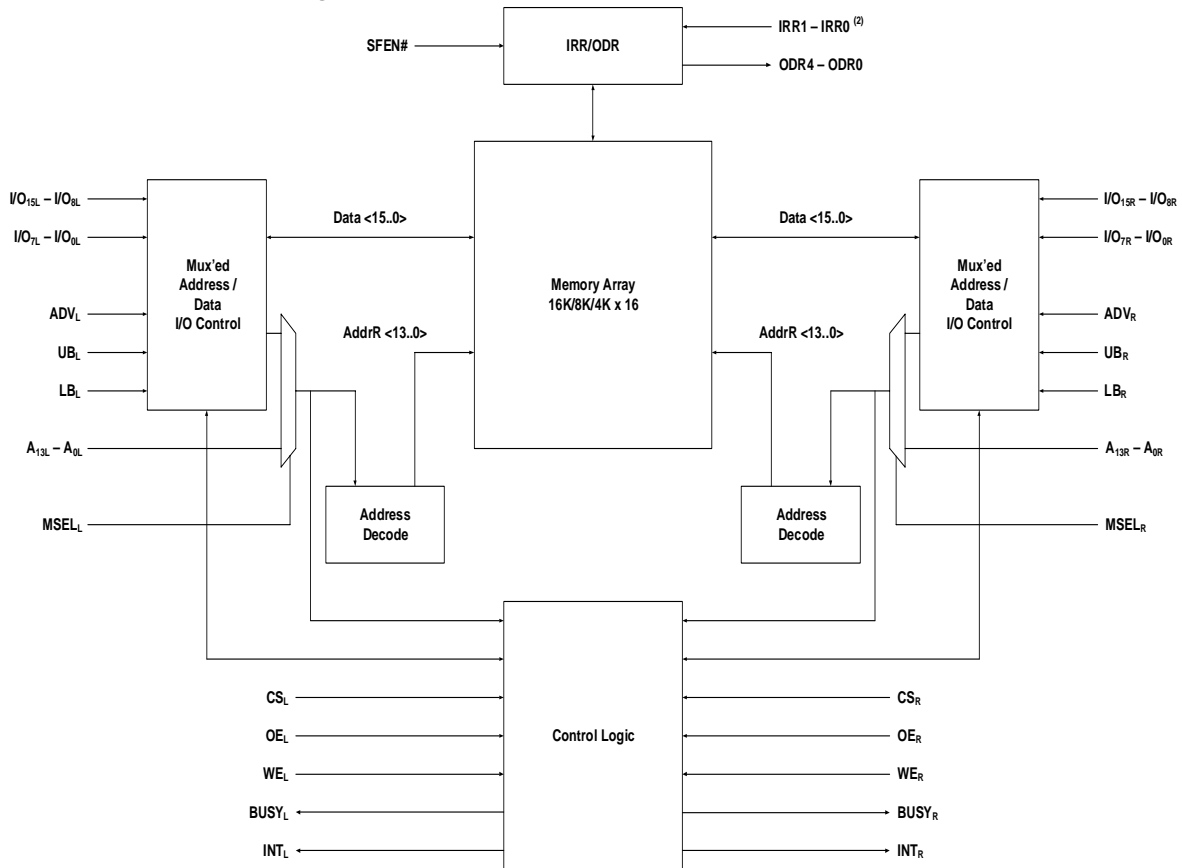 IRR1 – IRR0 (2)
SFEN#
IRR/ODR
ODR4 – ODR0
I/O15L – I/O8L
I/O7L – I/O0L
Mux'ed
Address /
Data
I/O Control
ADVL
UBL
LBL
A13L – A0L
MSELL
Data <15..0>
AddrR <13..0>
Memory Array
16K/8K/4K x 16
Data <15..0>
AddrR <13..0>
Mux'ed
Address /
Data
I/O Control
I/O15R – I/O8R
I/O7R – I/O0R
ADVR
UBR
LBR
A13R – A0R
MSELR
Address
Decode
Address
Decode
Control Logic
CSL
OEL
WEL
BUSYL
INTL
CSR
OER
WER
BUSYR
INTR